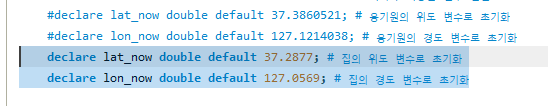 #declare lat_now double default 37.3860521; # 융기원의 위도 변수로 초기화
#declare lon_now double default 127.1214038; # 융기원의 경도 변수로 초기화
declare lat_now double default 37.2877; # 집의 위도 변수로 초기화
declare lon_now double default 127.0569; # 집의 경도 변수로 초기화